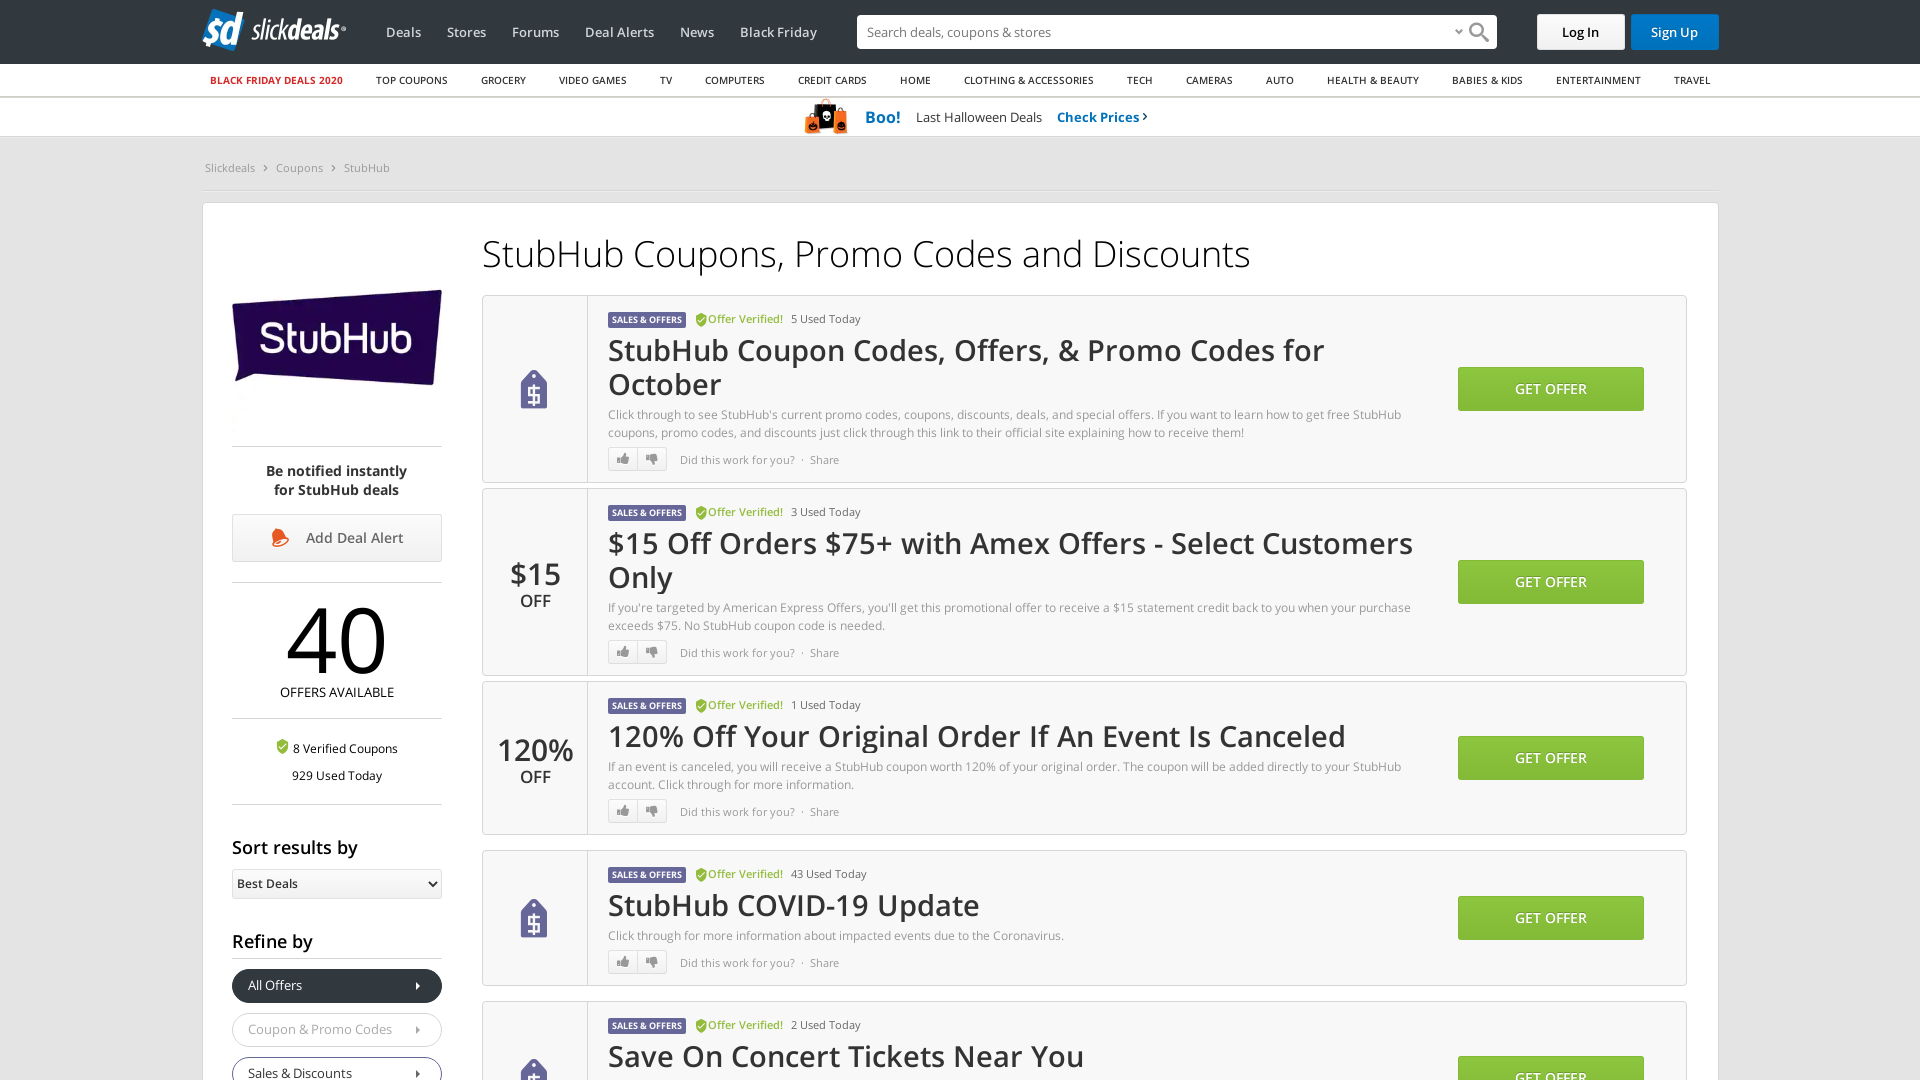 sd slickdeals
Deals Stores Forums Deal Alerts News Black Friday
Search deals, coupons & stores
Log In Sign Up
BLACK FRIDAY DEALS 2020 TOP COUPONS GROCERY VIDEO GAMES TV COMPUTERS CREDIT CARDS HOME CLOTHING & ACCESSORIES TECH CAMERAS AUTO HEALTH & BEAUTY BABIES & KIDS ENTERTAINMENT TRAVEL
Boo! Last Halloween Deals Check Prices
Slickdeals > Coupons > StubHub
StubHub
Be notified instantly
for StubHub deals
Add Deal Alert
40
OFFERS AVAILABLE
8 Verified Coupons
929 Used Today
Sort results by
Best Deals
Refine by
All Offers
Coupon & Promo Codes
Sales & Discounts
StubHub Coupons, Promo Codes and Discounts
SALES & OFFERS Offer Verified! 5 Used Today
StubHub Coupon Codes, Offers, & Promo Codes for
October
Click through to see StubHub's current promo codes, coupons, discounts, deals, and special offers. If you want to learn how to get free StubHub
coupons, promo codes, and discounts just click through this link to their official site explaining how to receive them!
Did this work for you? · Share
GET OFFER
$15
OFF
SALES & OFFERS Offer Verified! 3 Used Today
$15 Off Orders $75+ with Amex Offers - Select Customers
Only
If you're targeted by American Express Offers, you'll get this promotional offer to receive a $15 statement credit back to you when your purchase
exceeds $75. No StubHub coupon code is needed.
Did this work for you? · Share
GET OFFER
120%
OFF
SALES & OFFERS Offer Verified! 1 Used Today
120% Off Your Original Order If An Event Is Canceled
If an event is canceled, you will receive a StubHub coupon worth 120% of your original order. The coupon will be added directly to your StubHub
account. Click through for more information.
Did this work for you? · Share
GET OFFER
SALES & OFFERS Offer Verified! 43 Used Today
StubHub COVID-19 Update
Click through for more information about impacted events due to the Coronavirus.
Did this work for you? · Share
GET OFFER
SALES & OFFERS Offer Verified! 2 Used Today
Save On Concert Tickets Near You
GET OFFER